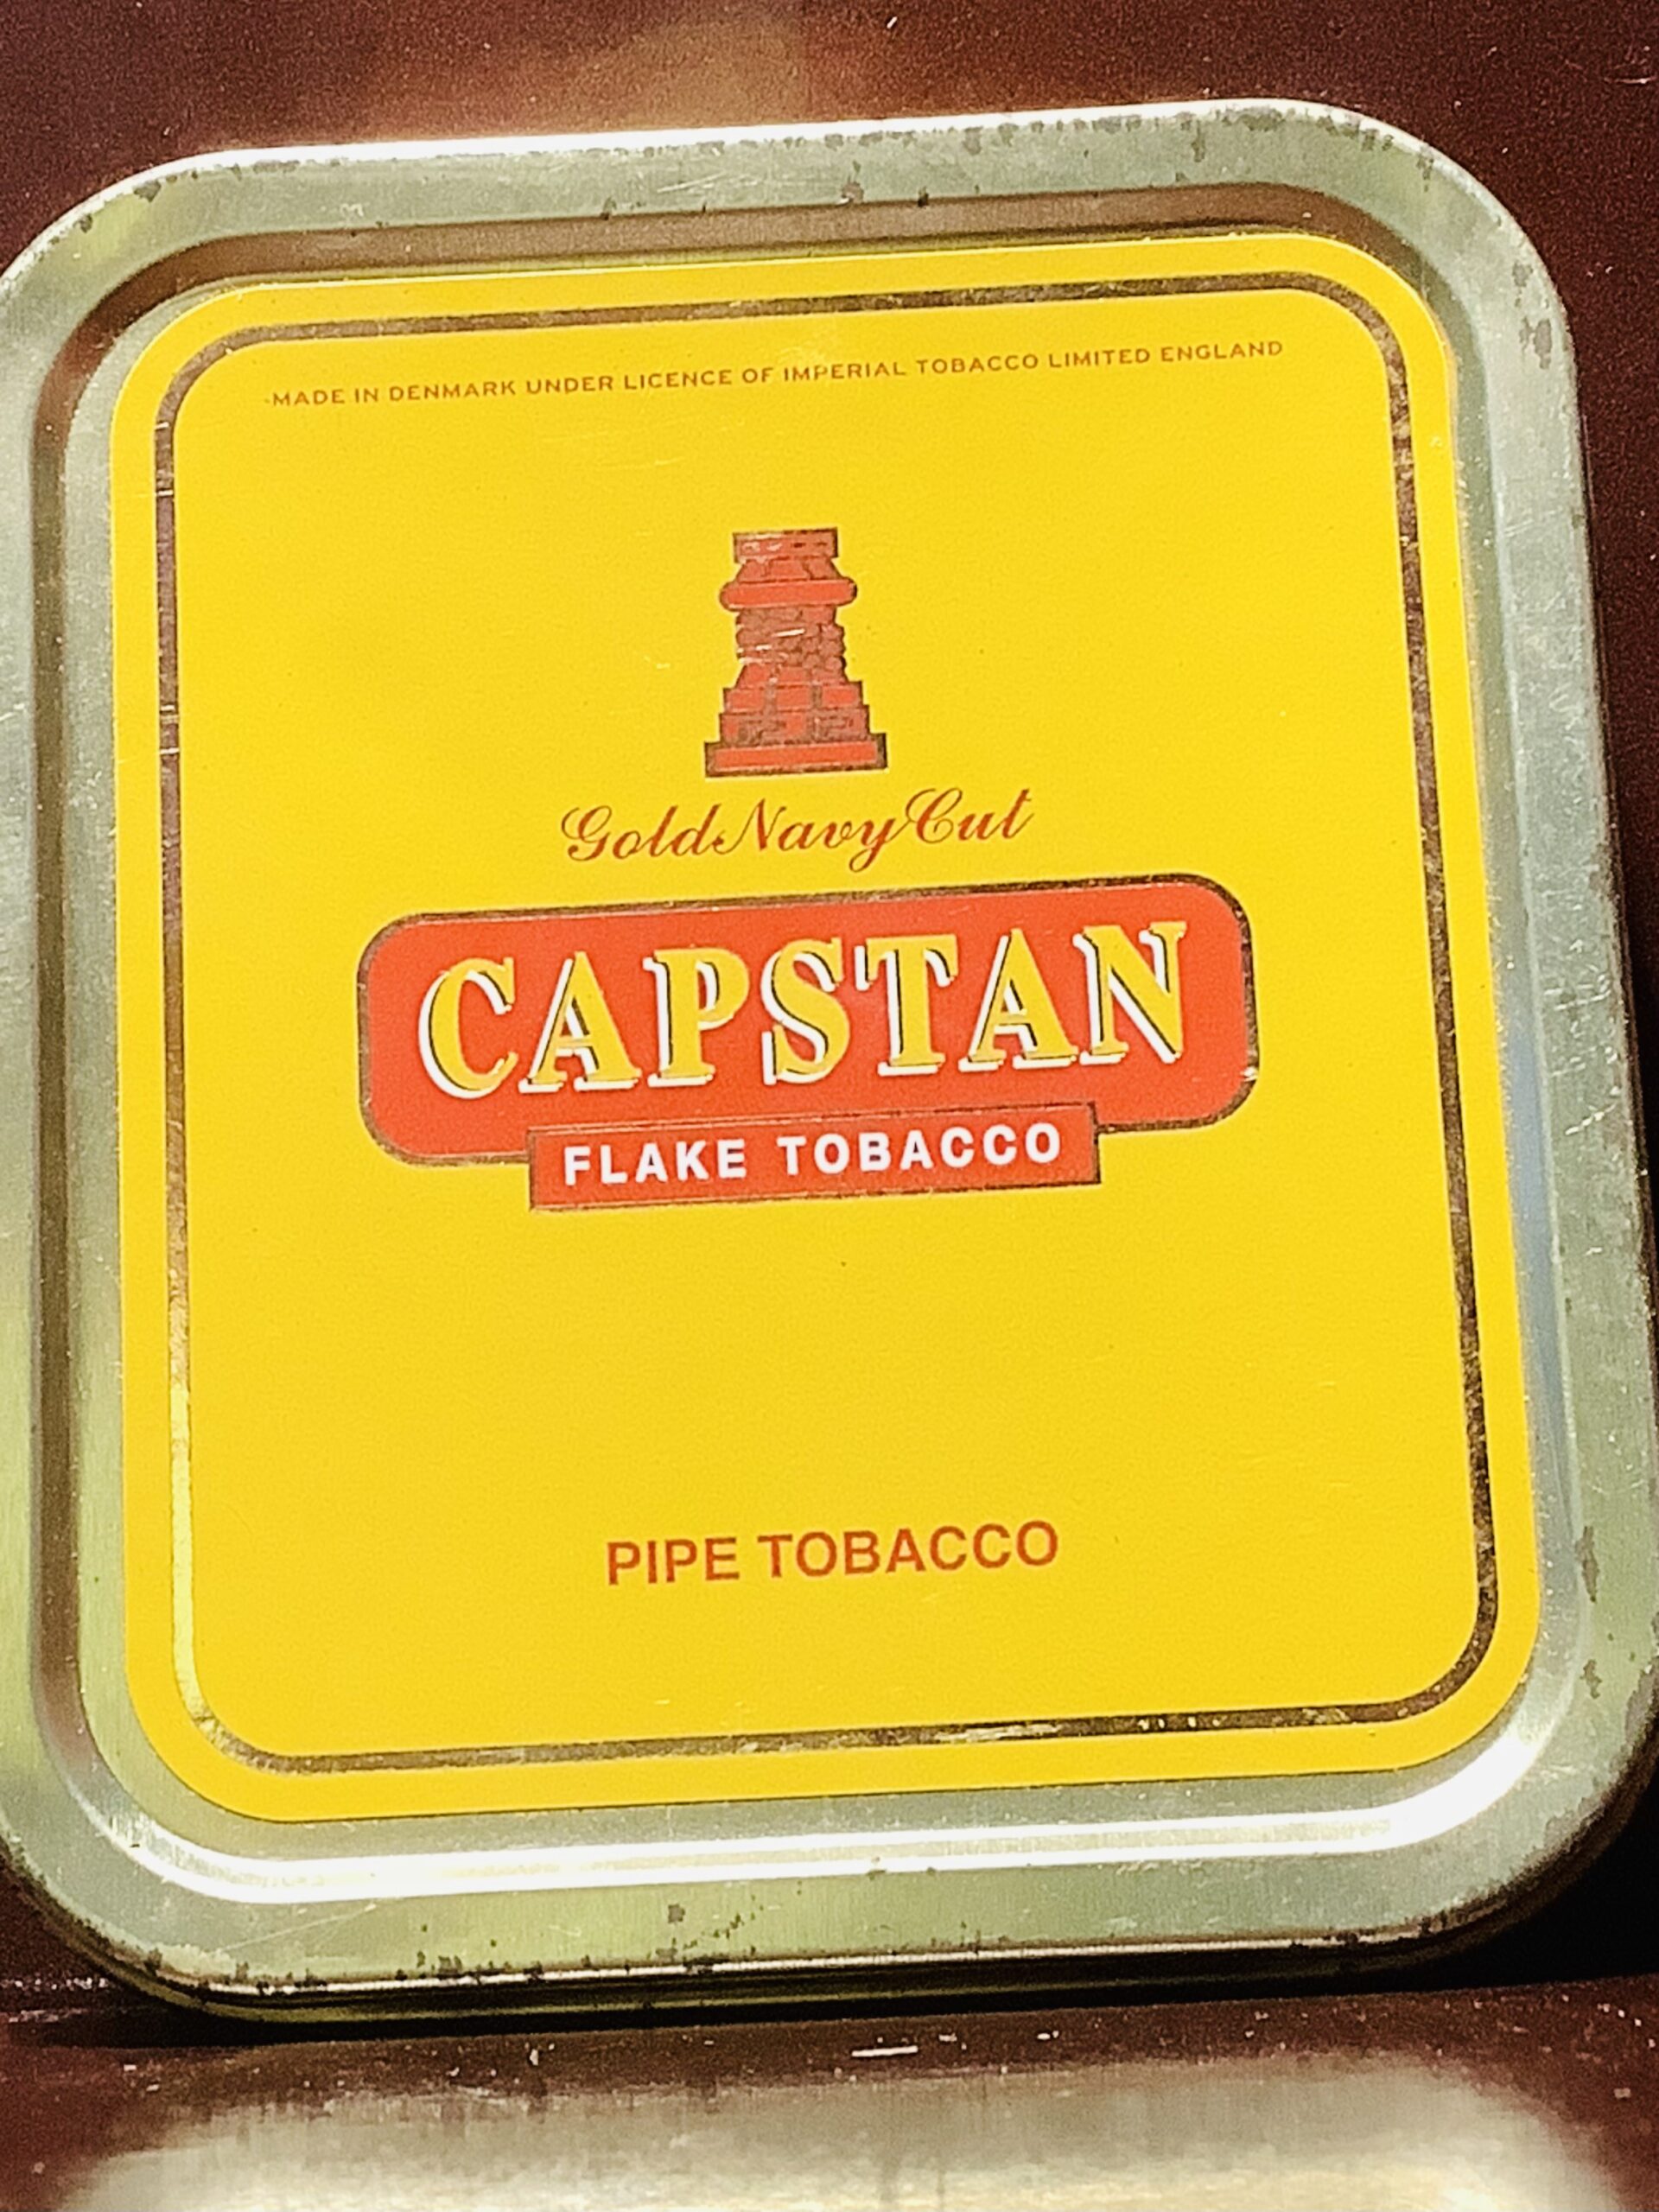 MADE IN DENMARK UNDER LICENCE OF IMPERIAL TOBACCO LIMITED ENGLAND
Gold Navy Cut
CAPSTAN
FLAKE TOBACCO
PIPE TOBACCO